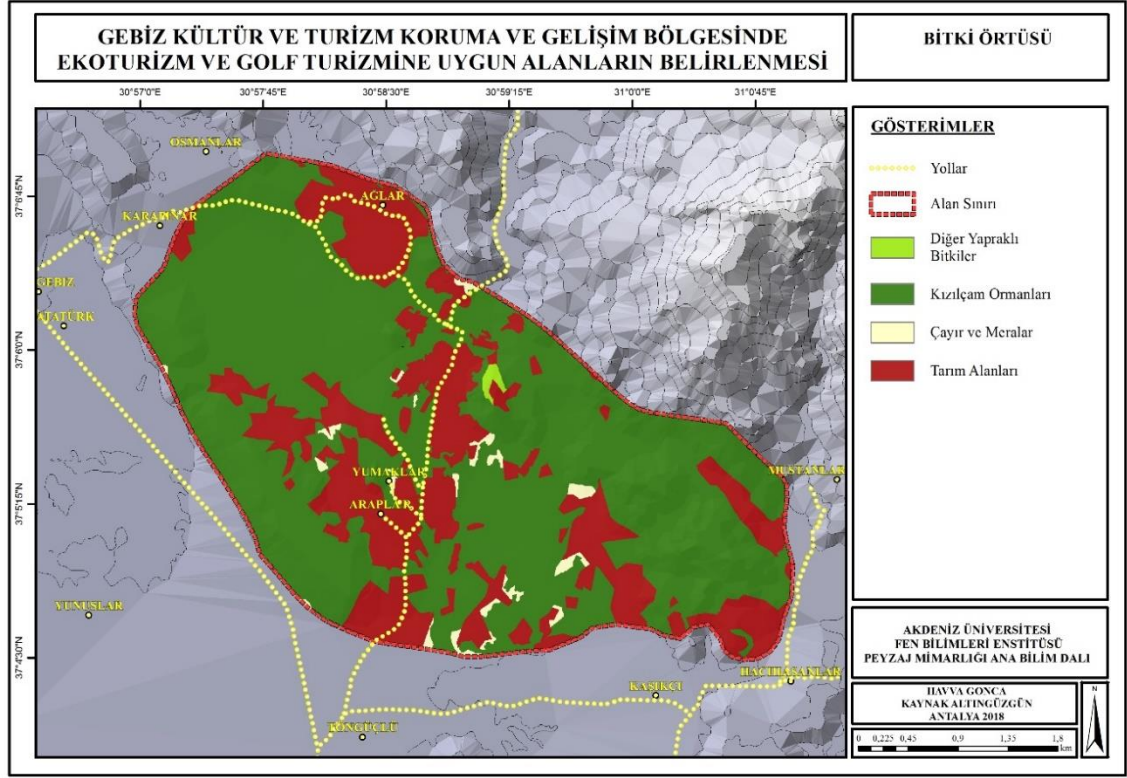 GEBİZ KÜLTÜR VE TURİZM KORUMA VE GELİŞİM BÖLGESİNDE
EKOTURİZM VE GOLF TURİZMİNE UYGUN ALANLARIN BELİRLENMESİ
BİTKİ ÖRTÜSÜ
30°57'0"E
30°57'45"E
30°58'30"E
30°59'15"E
31°0'0"E
31°0'45"E
37°6'45"N
37°6'0"N
37°5'15"N
37°4'30"N
OSMANLAR
AĞLAR
KARAPINAR
GEBİZ
ATATÜRK
YUMAKLAR
MUSTANLAR
ARAPLAR
YUNUSLAR
HACIHASANLAR
KAŞIKÇI
TONGUÇLU
GÖSTERİMLER
Yollar
Alan Sınırı
Diğer Yapraklı
Bitkiler
Kızılçam Ormanları
Çayır ve Meralar
Tarım Alanları
AKDENİZ ÜNİVERSİTESİ
FEN BİLİMLERİ ENSTİTÜSÜ
PEYZAJ MİMARLIĞI ANA BİLİM DALI
HAVVA GONCA
KAYNAK ALTINGÜZGÜN
ANTALYA 2018
N
0 0,225 0,45 0,9 1,35 1,8
km